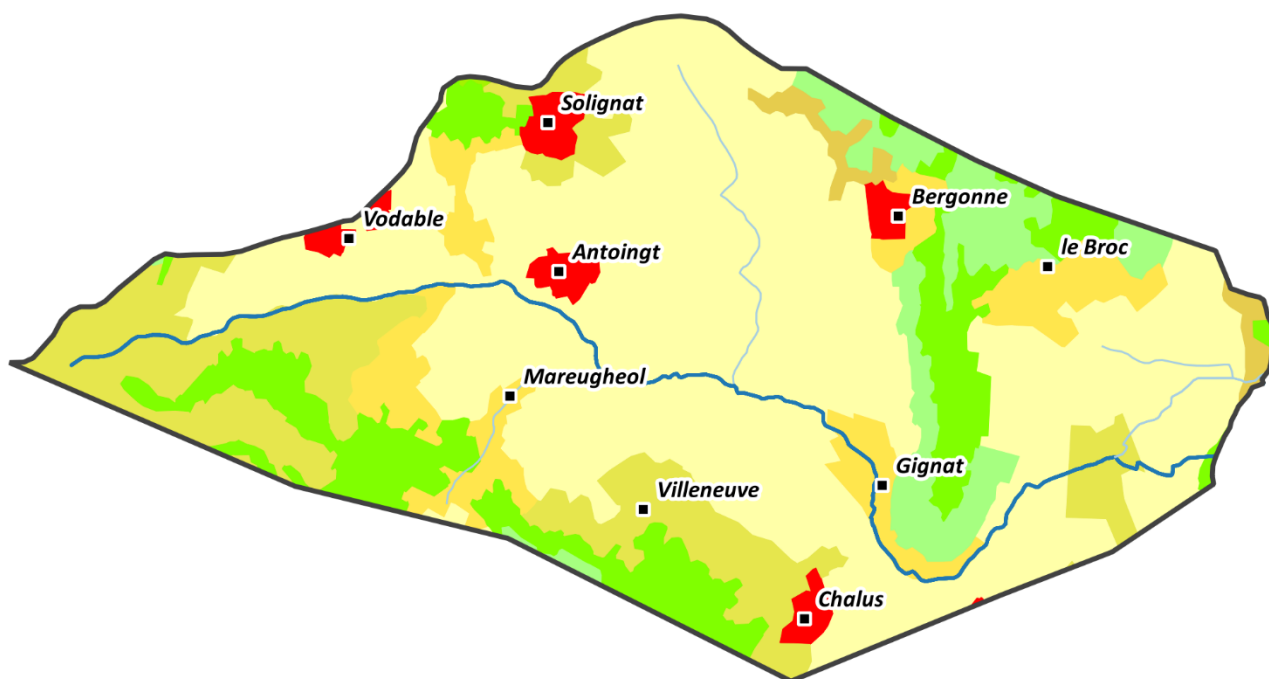 Solignat
Bergonne
Vodable
Antoingt
le Broc
Mareugheol
Gignat
Villeneuve
Chalus